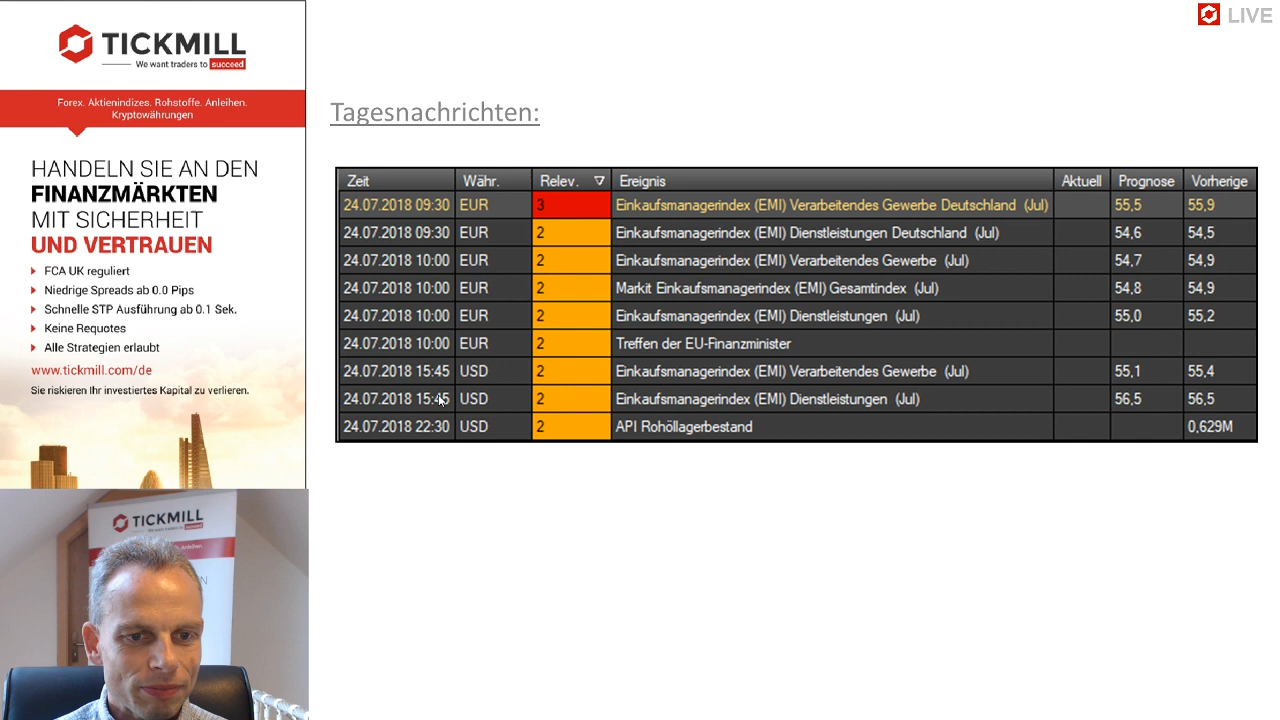 TICKMILL
We want traders to succeed
Forex. Aktienindizes. Rohstoffe. Anleihen.
Kryptowährungen
HANDELN SIE AN DEN
FINANZMÄRKTEN
MIT SICHERHEIT
UND VERTRAUEN
FCA UK reguliert
Niedrige Spreads ab 0.0 Pips
Schnelle STP Ausführung ab 0.1 Sek.
Keine Requotes
Alle Strategien erlaubt
www.tickmill.com/de
Sie riskieren Ihr investiertes Kapital zu verlieren.
TICKMILL
We want traders to succeed
Anleihen.
LIVE
Tagesnachrichten:
Zeit Währ. Relev. Ereignis Aktuell Prognose Vorherige
24.07.2018 09:30 EUR 3 Einkaufsmanagerindex (EMI) Verarbeitendes Gewerbe Deutschland (Jul) 55,5 55,9
24.07.2018 09:30 EUR 2 Einkaufsmanagerindex (EMI) Dienstleistungen Deutschland (Jul) 54,6 54,5
24.07.2018 10:00 EUR 2 Einkaufsmanagerindex (EMI) Verarbeitendes Gewerbe (Jul) 54,7 54,9
24.07.2018 10:00 EUR 2 Markit Einkaufsmanagerindex (EMI) Gesamtindex (Jul) 54,8 54,9
24.07.2018 10:00 EUR 2 Einkaufsmanagerindex (EMI) Dienstleistungen (Jul) 55,0 55,2
24.07.2018 10:00 EUR 2 Treffen der EU-Finanzminister
24.07.2018 15:45 USD 2 Einkaufsmanagerindex (EMI) Verarbeitendes Gewerbe (Jul) 55,1 55,4
24.07.2018 15:45 USD 2 Einkaufsmanagerindex (EMI) Dienstleistungen (Jul) 56,5 56,5
24.07.2018 22:30 USD 2 API Rohöllagerbestand 0,629M